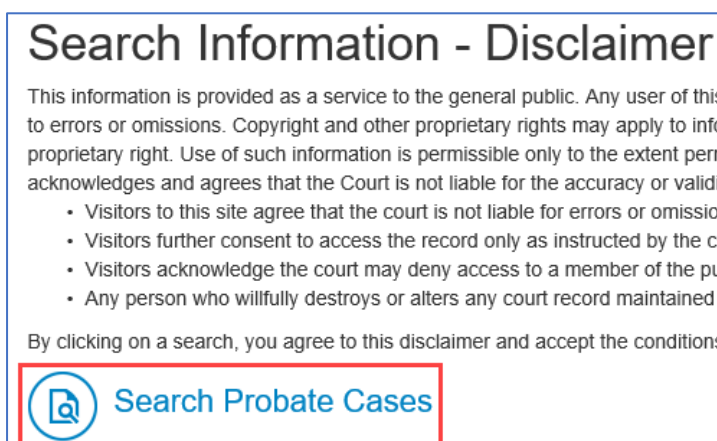 Search Information - Disclaimer
This information is provided as a service to the general public. Any user of this
to errors or omissions. Copyright and other proprietary rights may apply to
proprietary right. Use of such information is permissible only to the extent
acknowledges and agrees that the Court is not liable for the accuracy or
• Visitors to this site agree that the court is not liable for errors or
• Visitors further consent to access the record only as instructed by the
• Visitors acknowledge the court may deny access to a member of the
• Any person who willfully destroys or alters any court record maintained
By clicking on a search, you agree to this disclaimer and accept the conditions
Search Probate Cases